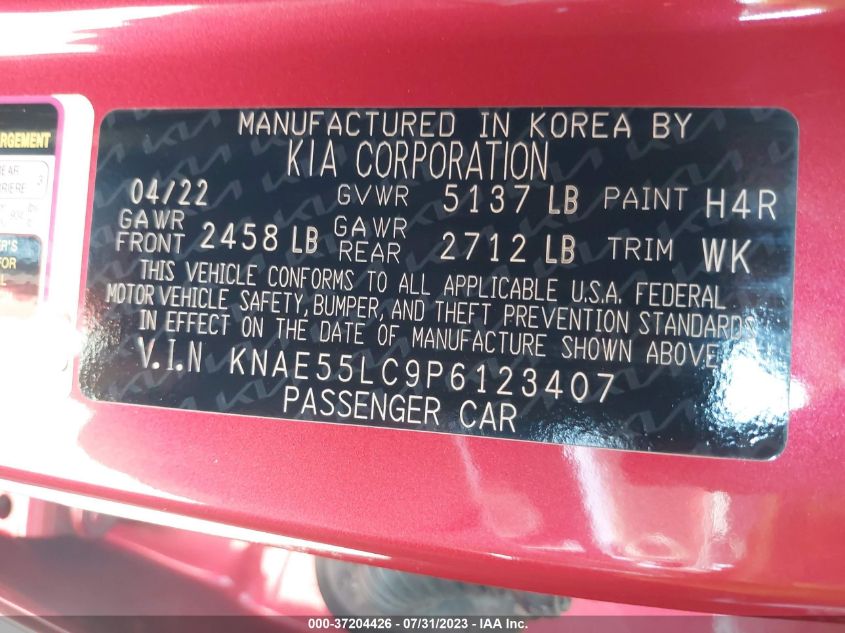 MANUFACTURED IN KOREA BY
KIA CORPORATION
04/22 GVWR 5137 LB PAINT H4R
GAWR FRONT 2458 LB GAWR REAR 2712 LB TRIM WK
THIS VEHICLE CONFORMS TO ALL APPLICABLE U.S.A. FEDERAL
MOTOR VEHICLE SAFETY, BUMPER, AND THEFT PREVENTION STANDARDS
IN EFFECT ON THE DATE OF MANUFACTURE SHOWN ABOVE
V.I.N KNAE55LC9P6123407
PASSENGER CAR
000-37204426 | 07/31/2023 | © IAA, Inc.